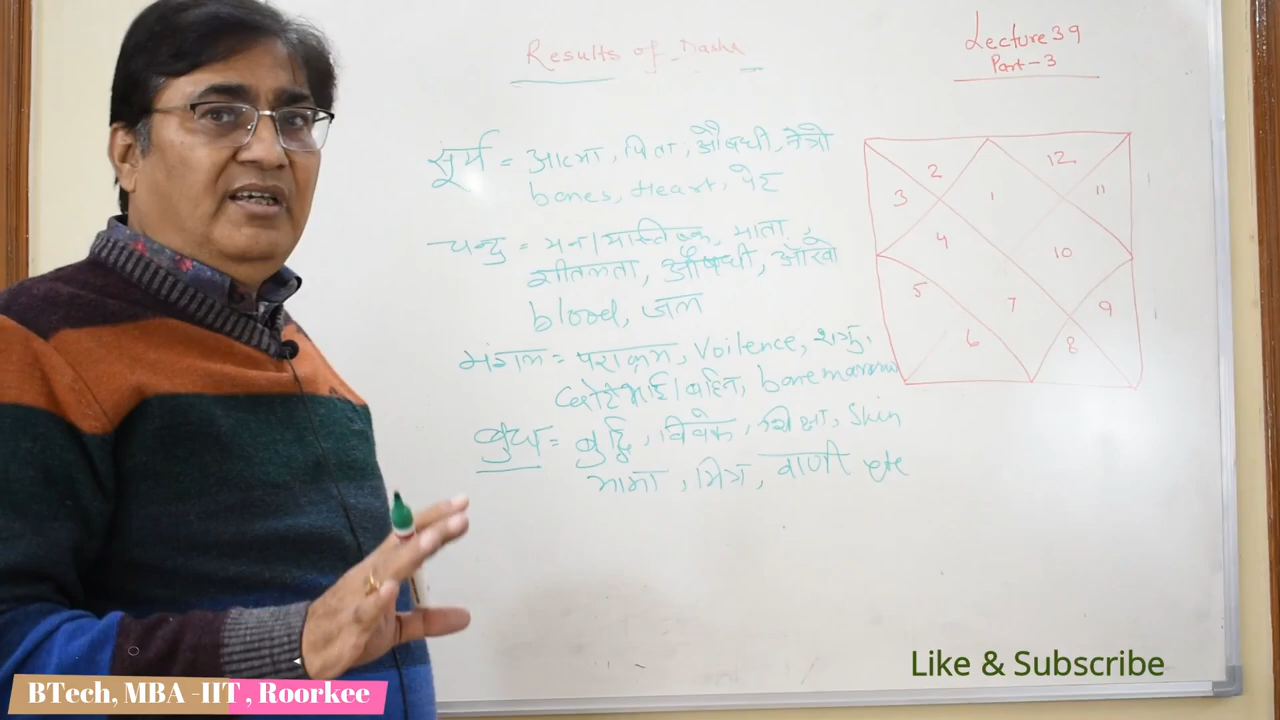 Results of Dasha
Lecture 39
Part-3
सूर्य = आत्मा, पिता, औषधी, नेत्रो
bones, Heart, पेट
चन्द्र = मन/मास्तिष्क, माता,
शीतलता, औषधी, आँखो
blood, जल
मंगल = पराक्रम, Voilence, शत्रु,
छोटे भाई/बहिन, bone marrow
बुध = बुद्धि, विवेक, शिक्षा, Skin
मामा, मित्र, वाणी etc
2 12
3 1 11
4 10
5 7 9
6 8
Like & Subscribe
BTech, MBA -IIT , Roorkee